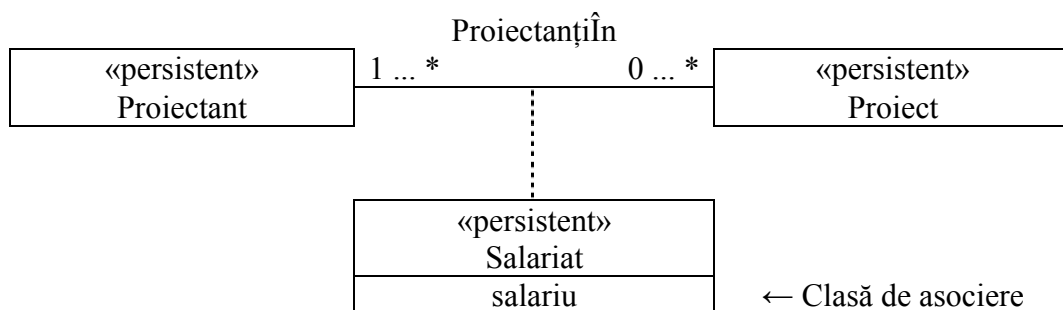 ProiectanțiÎn
«persistent»
Proiectant
1 ... *
0 ... *
«persistent»
Proiect
«persistent»
Salariat
salariu
← Clasă de asociere